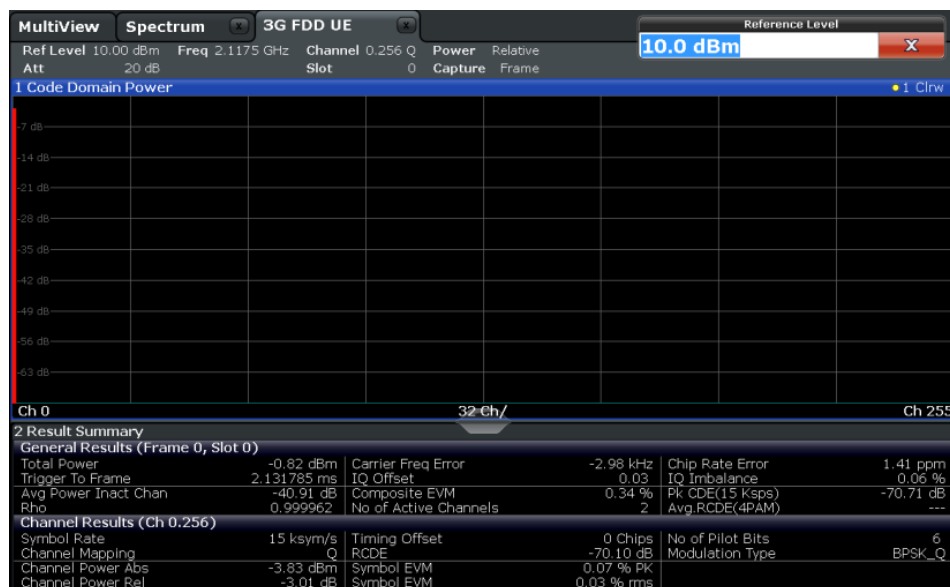 MultiView Spectrum x 3G FDD UE x
Reference Level
10.0 dBm X
Ref Level 10.00 dBm Freq 2.1175 GHz Channel 0.256 Q Power Relative
Att 20 dB Slot 0 Capture Frame
1 Code Domain Power 1 Clrw
-7 dB
-14 dB
-21 dB
-28 dB
-35 dB
-42 dB
-49 dB
-56 dB
-63 dB
Ch 0 32 Ch/ Ch 255
2 Result Summary
General Results (Frame 0, Slot 0)
Total Power -0.82 dBm Carrier Freq Error -2.98 kHz Chip Rate Error 1.41 ppm
Trigger To Frame 2.131785 ms IQ Offset 0.03 IQ Imbalance 0.06 %
Avg Power Inact Chan -40.91 dB Composite EVM 0.34 % Pk CDE(15 Ksps) -70.71 dB
Rho 0.999962 No of Active Channels 2 Avg.RCDE(4PAM) ---
Channel Results (Ch 0.256)
Symbol Rate 15 ksym/s Timing Offset 0 Chips No of Pilot Bits 6
Channel Mapping Q RCDE -70.10 dB Modulation Type BPSK_Q
Channel Power Abs -3.83 dBm Symbol EVM 0.07 % PK
Channel Power Rel -3.01 dB Symbol EVM 0.03 % rms